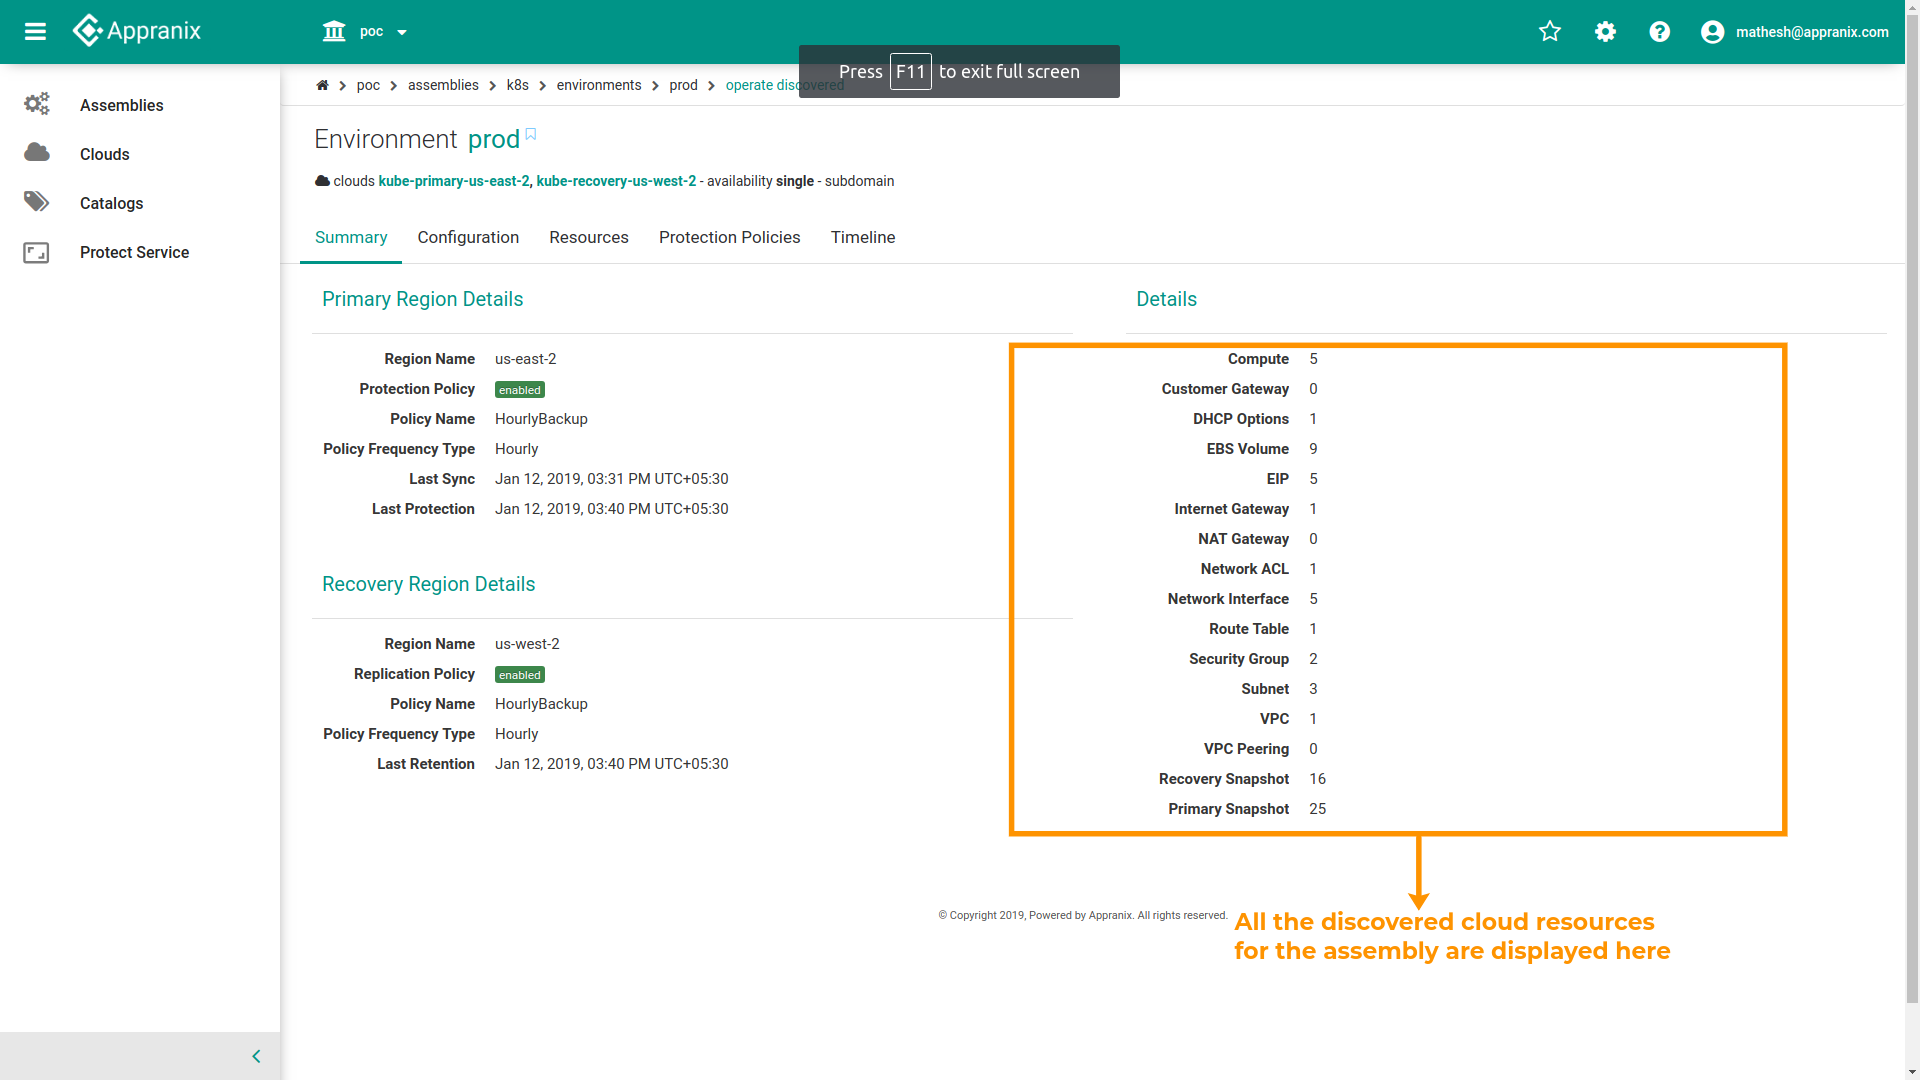 Appranix
poc
mathesh@appranix.com
Press F11 to exit full screen
poc assemblies k8s environments prod operate discovered
Assemblies
Clouds
Catalogs
Protect Service
Environment prod
clouds kube-primary-us-east-2, kube-recovery-us-west-2 - availability single - subdomain
Summary Configuration Resources Protection Policies Timeline
Primary Region Details
Region Name us-east-2
Protection Policy enabled
Policy Name HourlyBackup
Policy Frequency Type Hourly
Last Sync Jan 12, 2019, 03:31 PM UTC+05:30
Last Protection Jan 12, 2019, 03:40 PM UTC+05:30
Recovery Region Details
Region Name us-west-2
Replication Policy enabled
Policy Name HourlyBackup
Policy Frequency Type Hourly
Last Retention Jan 12, 2019, 03:40 PM UTC+05:30
Details
Compute 5
Customer Gateway 0
DHCP Options 1
EBS Volume 9
EIP 5
Internet Gateway 1
NAT Gateway 0
Network ACL 1
Network Interface 5
Route Table 1
Security Group 2
Subnet 3
VPC 1
VPC Peering 0
Recovery Snapshot 16
Primary Snapshot 25
© Copyright 2019, Powered by Appranix. All rights reserved.
All the discovered cloud resources
for the assembly are displayed here